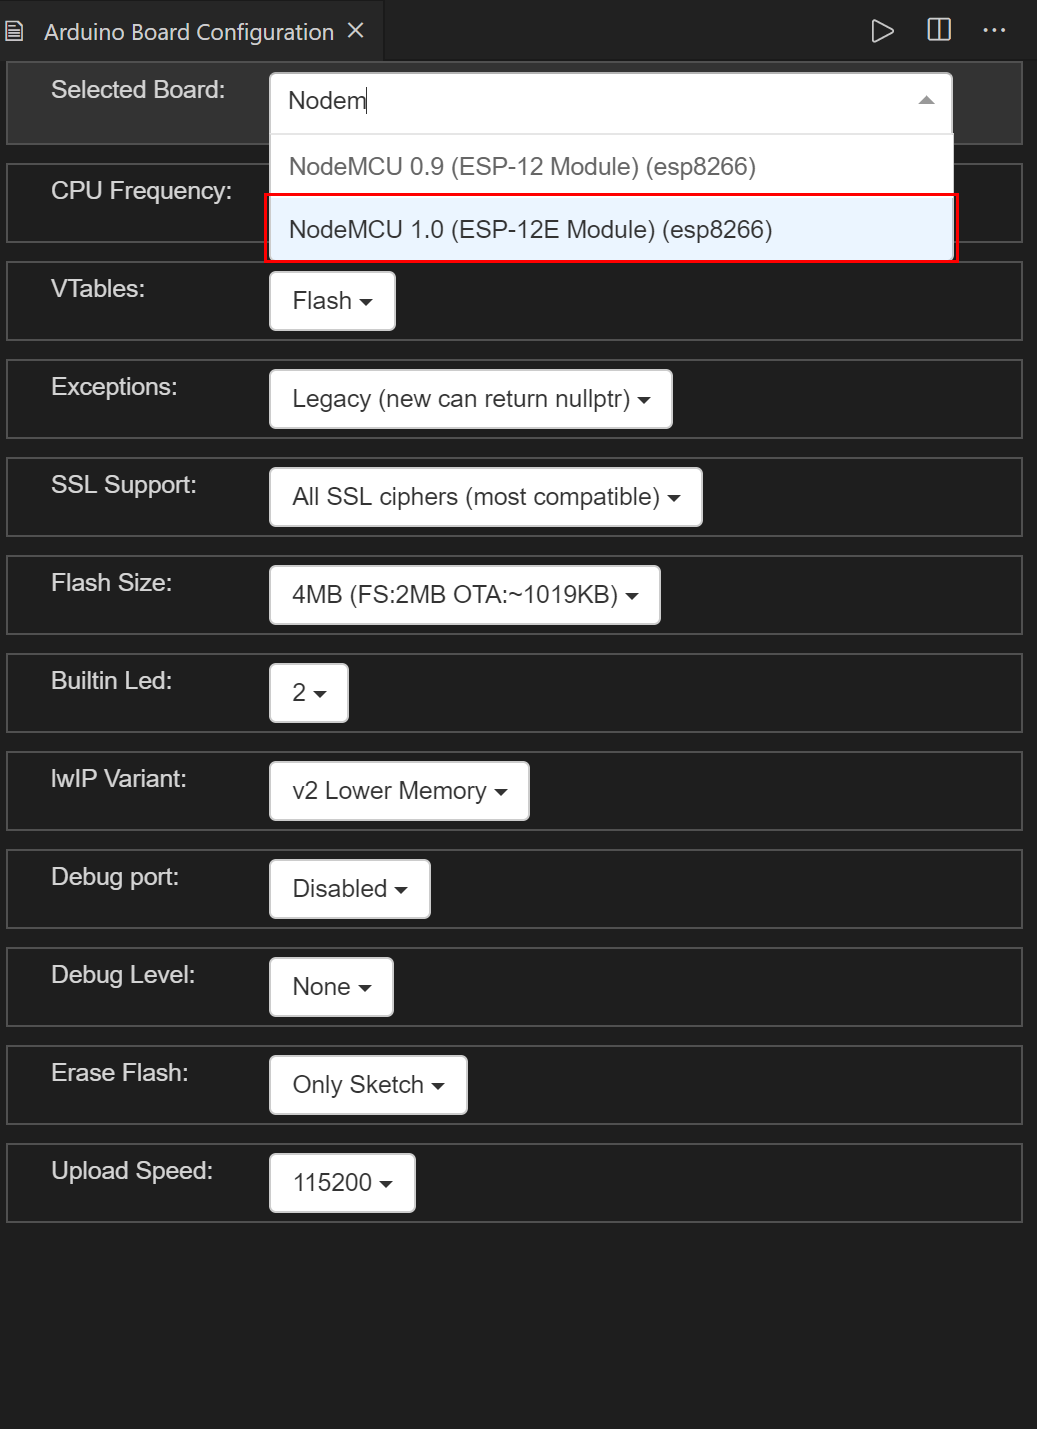 Arduino Board Configuration
Selected Board: Nodem
NodeMCU 0.9 (ESP-12 Module) (esp8266)
CPU Frequency:
NodeMCU 1.0 (ESP-12E Module) (esp8266)
VTables: Flash
Exceptions: Legacy (new can return nullptr)
SSL Support: All SSL ciphers (most compatible)
Flash Size: 4MB (FS:2MB OTA:~1019KB)
Builtin Led: 2
lwIP Variant: v2 Lower Memory
Debug port: Disabled
Debug Level: None
Erase Flash: Only Sketch
Upload Speed: 115200